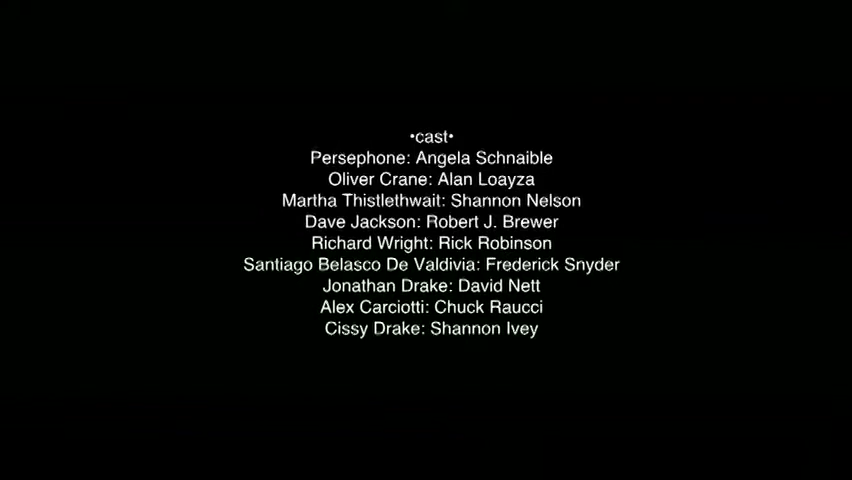 •cast•
Persephone: Angela Schnaible
Oliver Crane: Alan Loayza
Martha Thistlethwait: Shannon Nelson
Dave Jackson: Robert J. Brewer
Richard Wright: Rick Robinson
Santiago Belasco De Valdivia: Frederick Snyder
Jonathan Drake: David Nett
Alex Carciotti: Chuck Raucci
Cissy Drake: Shannon Ivey